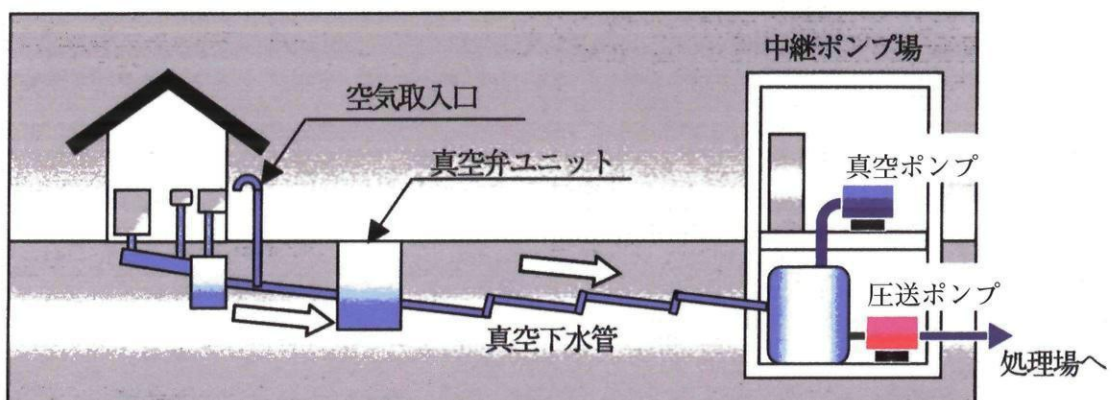 中継ポンプ場
空気取入口
真空弁ユニット
真空ポンプ
圧送ポンプ
真空下水管
処理場へ